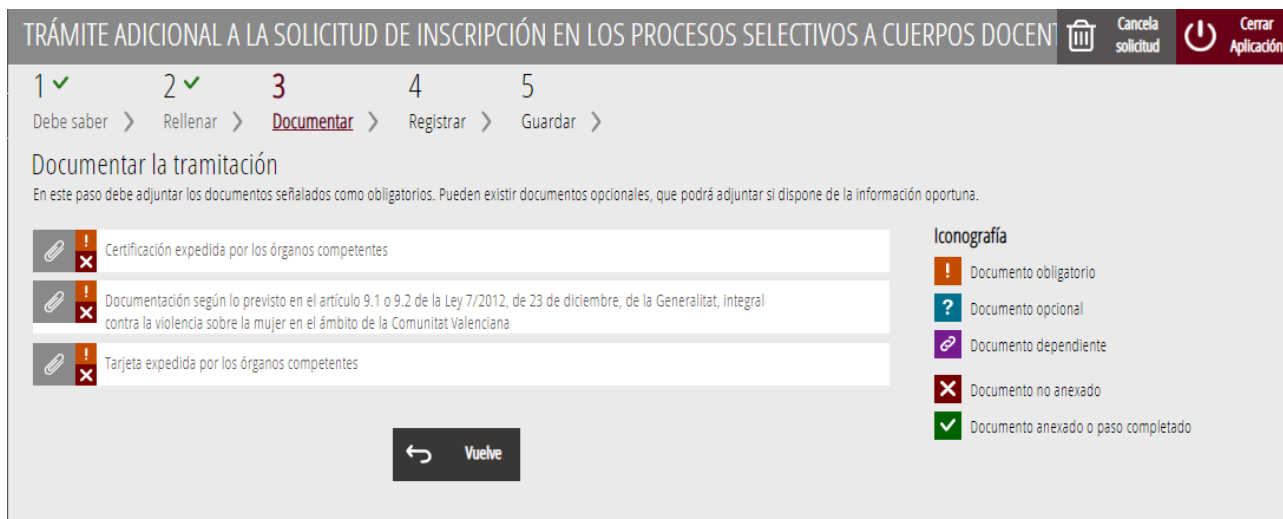 TRÁMITE ADICIONAL A LA SOLICITUD DE INSCRIPCIÓN EN LOS PROCESOS SELECTIVOS A CUERPOS DOCENT
Cancela
solicitud
Cerrar
Aplicación
1 2 3 4 5
Debe saber Rellenar Documentar Registrar Guardar
Documentar la tramitación
En este paso debe adjuntar los documentos señalados como obligatorios. Pueden existir documentos opcionales, que podrá adjuntar si dispone de la información oportuna.
Certificación expedida por los órganos competentes
Documentación según lo previsto en el artículo 9.1 o 9.2 de la Ley 7/2012, de 23 de diciembre, de la Generalitat, integral
contra la violencia sobre la mujer en el ámbito de la Comunitat Valenciana
Tarjeta expedida por los órganos competentes
Vuelve
Iconografía
! Documento obligatorio
? Documento opcional
Documento dependiente
Documento no anexado
Documento anexado o paso completado